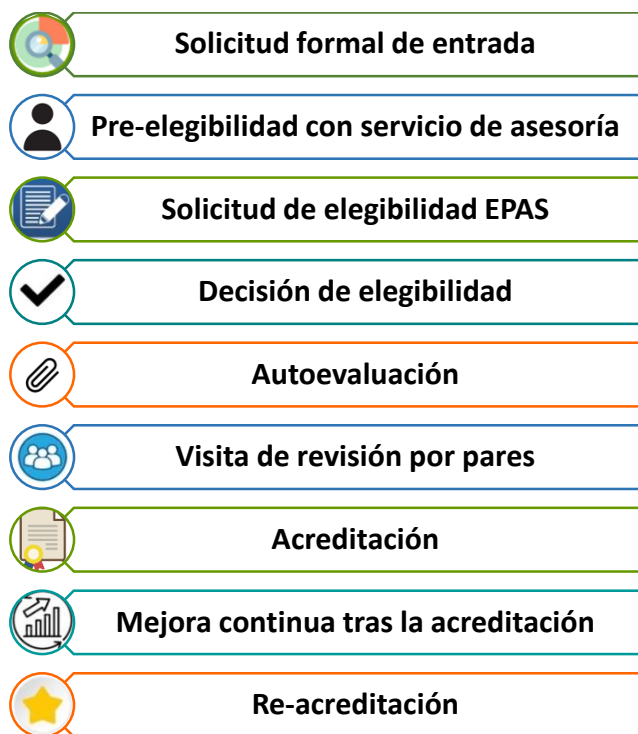 Solicitud formal de entrada
Pre-elegibilidad con servicio de asesoría
Solicitud de elegibilidad EPAS
Decisión de elegibilidad
Autoevaluación
Visita de revisión por pares
Acreditación
Mejora continua tras la acreditación
Re-acreditación